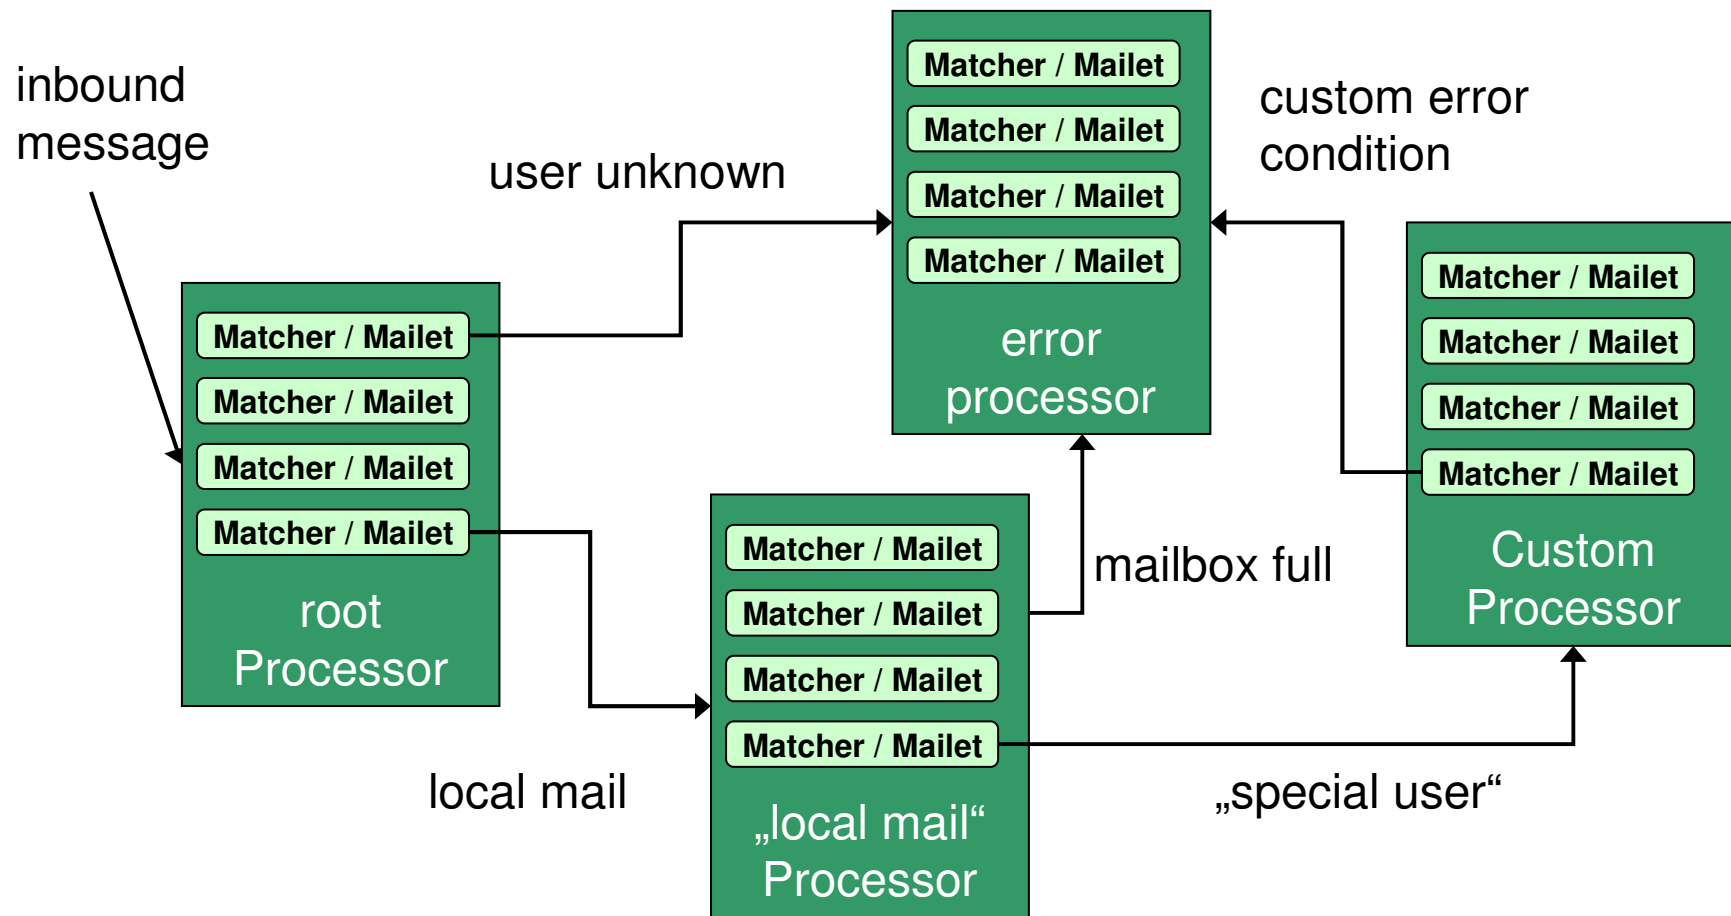 inbound
message
user unknown
Matcher / Mailet
Matcher / Mailet
Matcher / Mailet
Matcher / Mailet
error
processor
custom error
condition
Matcher / Mailet
Matcher / Mailet
Matcher / Mailet
Matcher / Mailet
root
Processor
Matcher / Mailet
Matcher / Mailet
Matcher / Mailet
Matcher / Mailet
Custom
Processor
mailbox full
Matcher / Mailet
Matcher / Mailet
Matcher / Mailet
Matcher / Mailet
„local mail“
Processor
local mail
„special user“